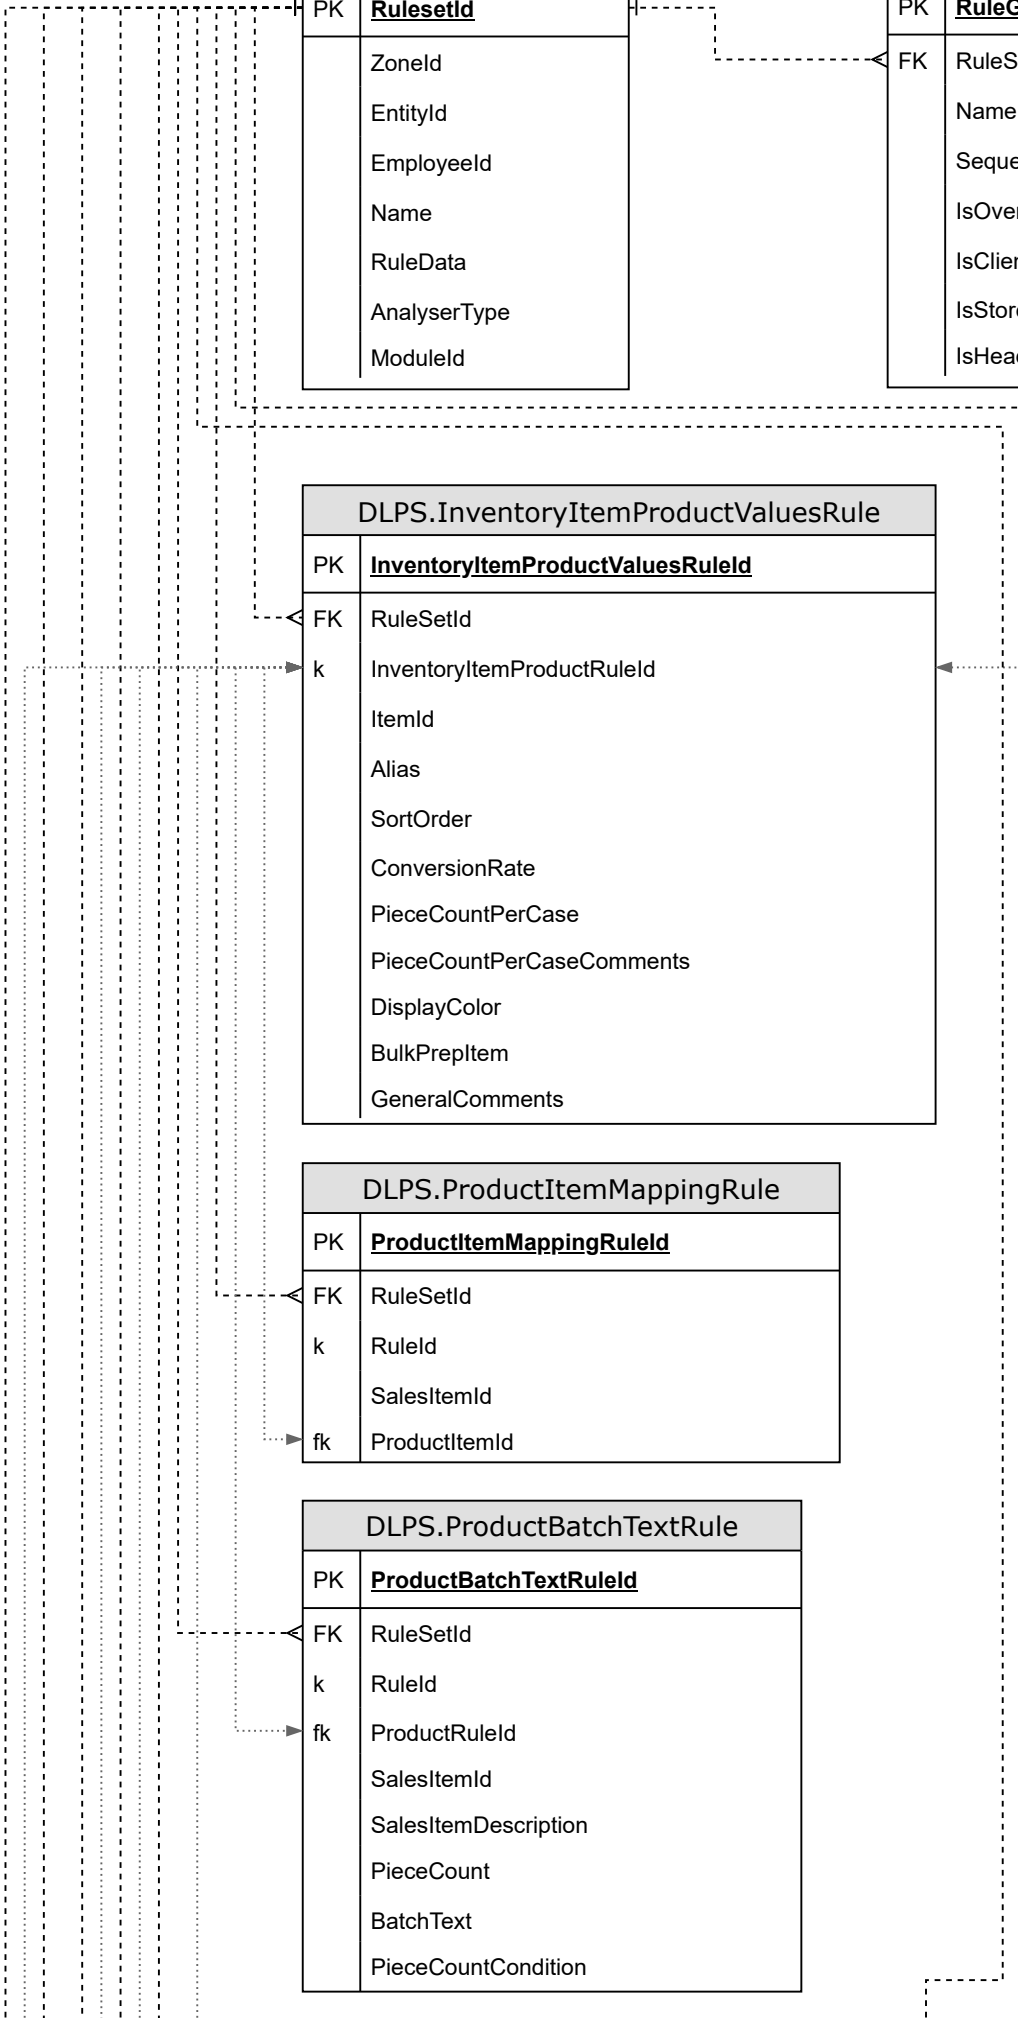 PK RulesetId
ZoneId
EntityId
EmployeeId
Name
RuleData
AnalyserType
ModuleId
PK
FK
Name
DLPS.InventoryItemProductValuesRule
PK InventoryItemProductValuesRuleId
FK RuleSetId
k InventoryItemProductRuleId
ItemId
Alias
SortOrder
ConversionRate
PieceCountPerCase
PieceCountPerCaseComments
DisplayColor
BulkPrepItem
GeneralComments
DLPS.ProductItemMappingRule
PK ProductItemMappingRuleId
FK RuleSetId
k RuleId
SalesItemId
fk ProductItemId
DLPS.ProductBatchTextRule
PK ProductBatchTextRuleId
FK RuleSetId
k RuleId
fk ProductRuleId
SalesItemId
SalesItemDescription
PieceCount
BatchText
PieceCountCondition